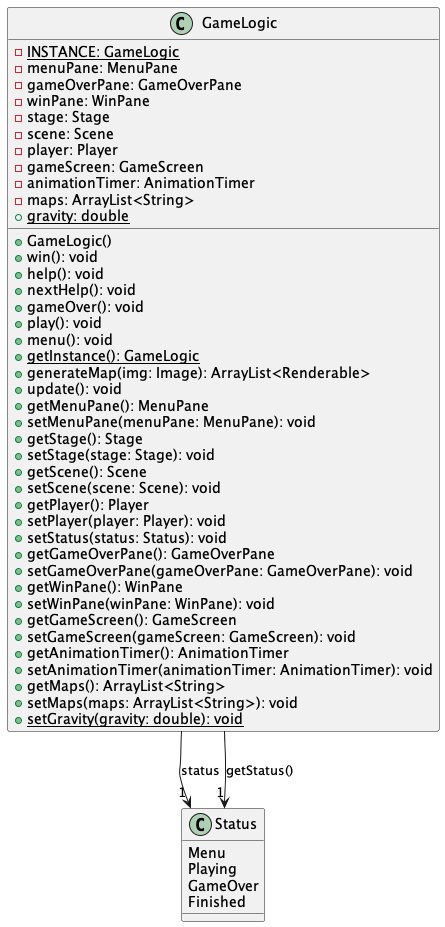 C GameLogic
INSTANCE: GameLogic
menuPane: MenuPane
gameOverPane: GameOverPane
winPane: WinPane
stage: Stage
scene: Scene
player: Player
gameScreen: GameScreen
animationTimer: AnimationTimer
maps: ArrayList<String>
gravity: double
GameLogic()
win(): void
help(): void
nextHelp(): void
gameOver(): void
play(): void
menu(): void
getInstance(): GameLogic
generateMap(img: Image): ArrayList<Renderable>
update(): void
getMenuPane(): MenuPane
setMenuPane(menuPane: MenuPane): void
getStage(): Stage
setStage(stage: Stage): void
getScene(): Scene
setScene(scene: Scene): void
getPlayer(): Player
setPlayer(player: Player): void
setStatus(status: Status): void
getGameOverPane(): GameOverPane
setGameOverPane(gameOverPane: GameOverPane): void
getWinPane(): WinPane
setWinPane(winPane: WinPane): void
getGameScreen(): GameScreen
setGameScreen(gameScreen: GameScreen): void
getAnimationTimer(): AnimationTimer
setAnimationTimer(animationTimer: AnimationTimer): void
getMaps(): ArrayList<String>
setMaps(maps: ArrayList<String>): void
setGravity(gravity: double): void
status getStatus()
1 1
C Status
Menu
Playing
GameOver
Finished